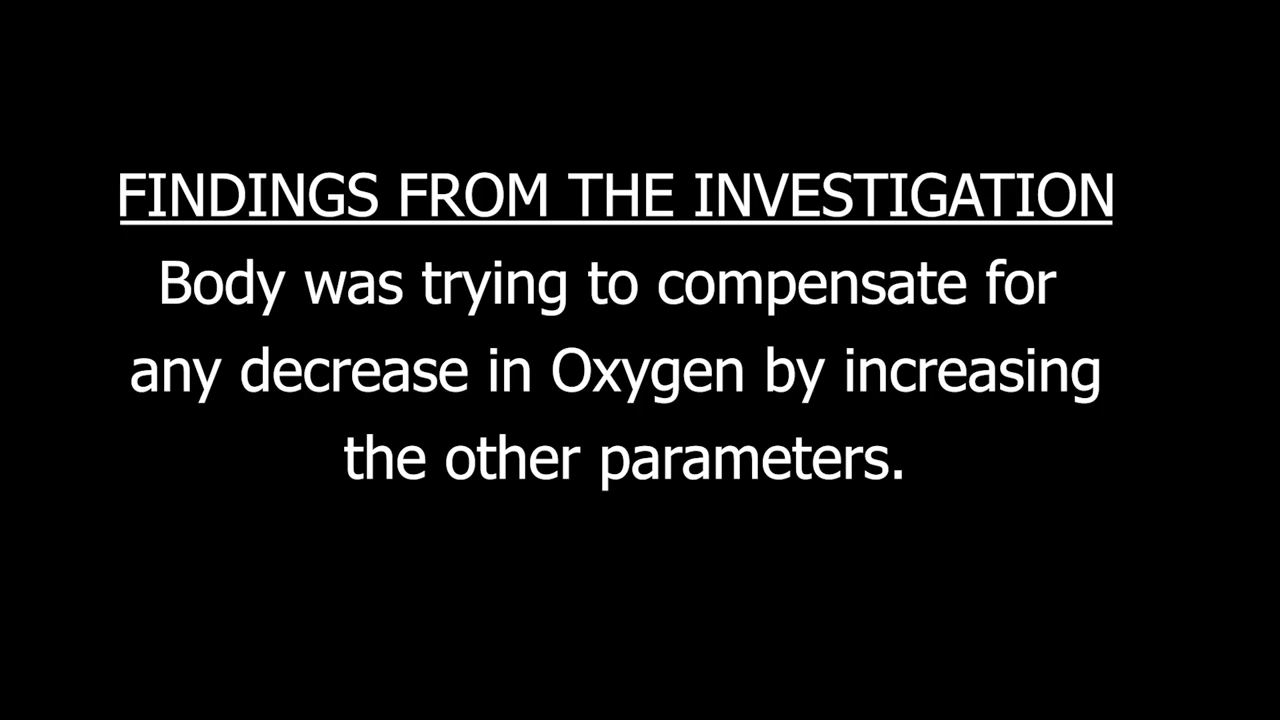 FINDINGS FROM THE INVESTIGATION
Body was trying to compensate for
any decrease in Oxygen by increasing
the other parameters.